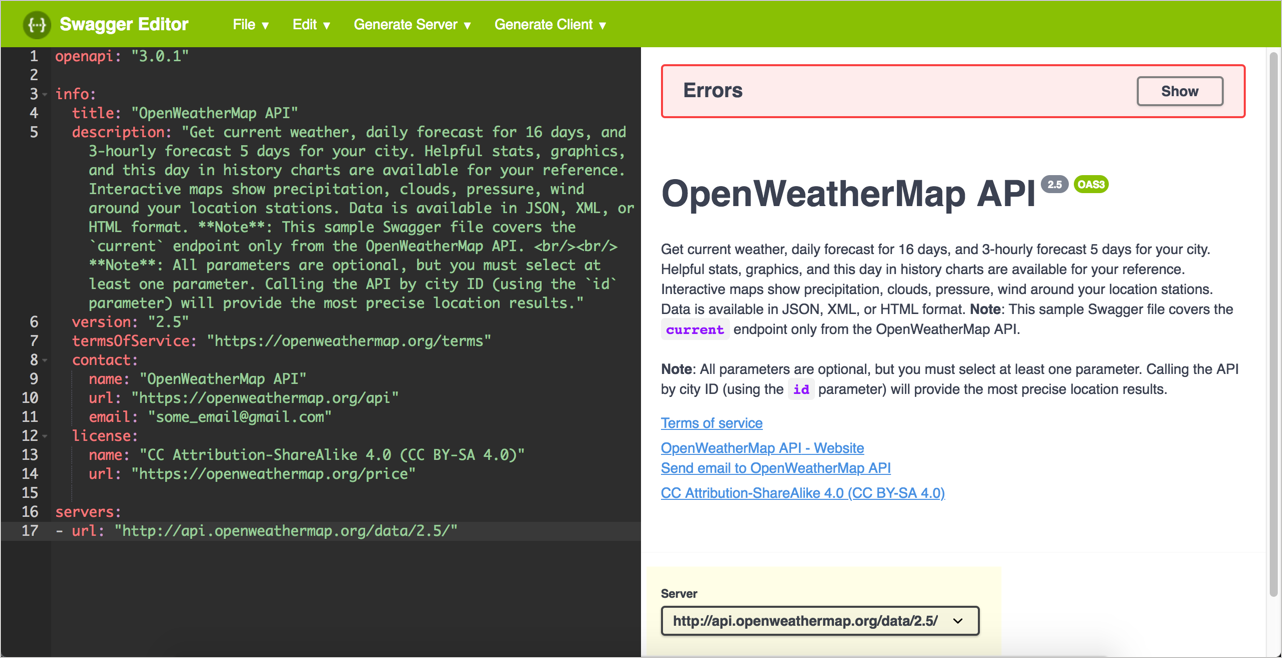 {···} Swagger Editor File ▾ Edit ▾ Generate Server ▾ Generate Client ▾
1 openapi: "3.0.1"
2
3 info:
4 title: "OpenWeatherMap API"
5 description: "Get current weather, daily forecast for 16 days, and
3-hourly forecast 5 days for your city. Helpful stats, graphics,
and this day in history charts are available for your reference.
Interactive maps show precipitation, clouds, pressure, wind
around your location stations. Data is available in JSON, XML, or
HTML format. **Note**: This sample Swagger file covers the
`current` endpoint only from the OpenWeatherMap API. <br/><br/>
**Note**: All parameters are optional, but you must select at
least one parameter. Calling the API by city ID (using the `id`
parameter) will provide the most precise location results."
6 version: "2.5"
7 termsOfService: "https://openweathermap.org/terms"
8 contact:
9 name: "OpenWeatherMap API"
10 url: "https://openweathermap.org/api"
11 email: "some_email@gmail.com"
12 license:
13 name: "CC Attribution-ShareAlike 4.0 (CC BY-SA 4.0)"
14 url: "https://openweathermap.org/price"
15
16 servers:
17 - url: "http://api.openweathermap.org/data/2.5/"
Errors Show
OpenWeatherMap API 2.5 OAS3
Get current weather, daily forecast for 16 days, and 3-hourly forecast 5 days for your city.
Helpful stats, graphics, and this day in history charts are available for your reference.
Interactive maps show precipitation, clouds, pressure, wind around your location stations.
Data is available in JSON, XML, or HTML format. Note: This sample Swagger file covers the
current endpoint only from the OpenWeatherMap API.
Note: All parameters are optional, but you must select at least one parameter. Calling the API
by city ID (using the id parameter) will provide the most precise location results.
Terms of service
OpenWeatherMap API - Website
Send email to OpenWeatherMap API
CC Attribution-ShareAlike 4.0 (CC BY-SA 4.0)
Server
http://api.openweathermap.org/data/2.5/